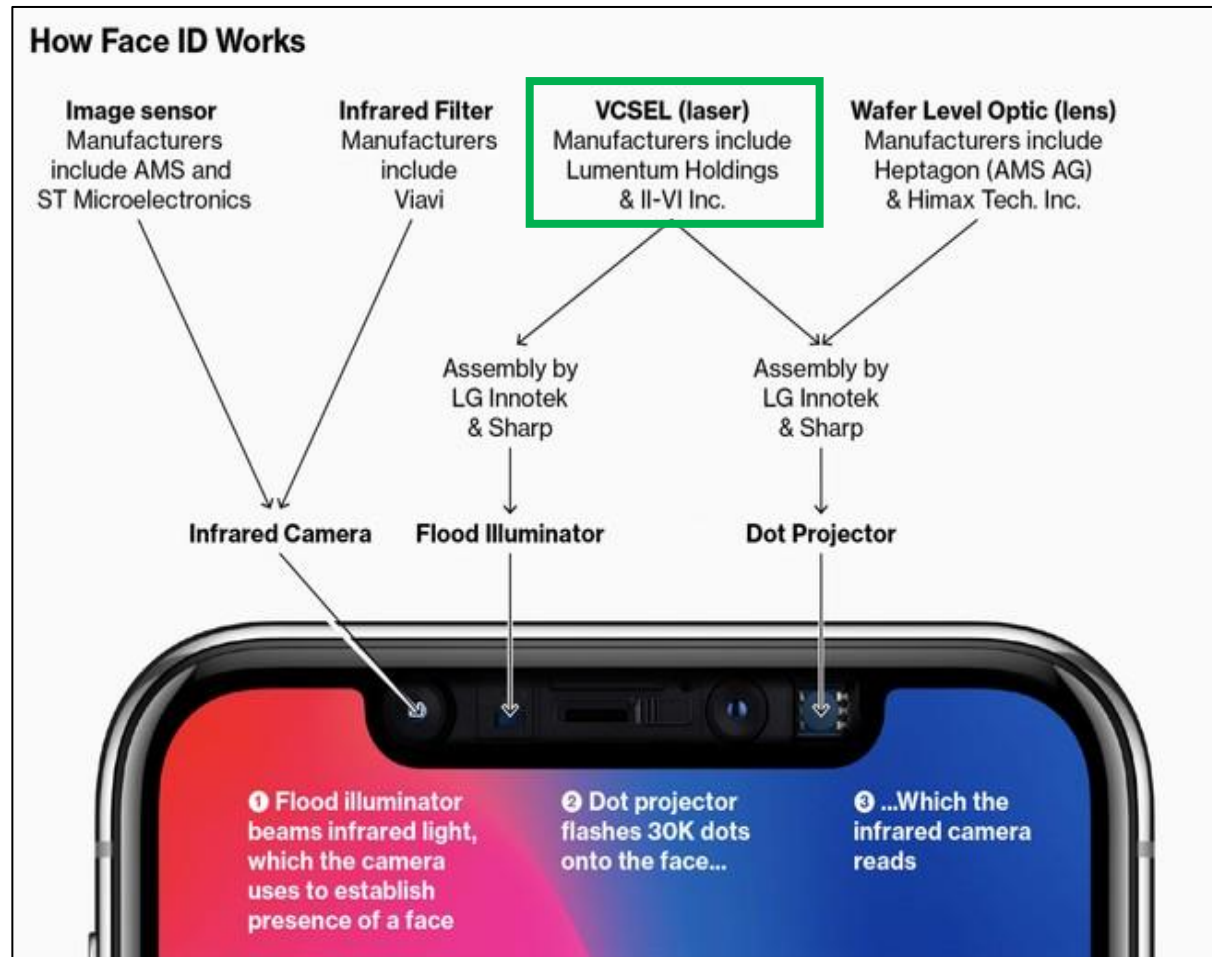 How Face ID Works
Image sensor
Manufacturers
include AMS and
ST Microelectronics
Infrared Filter
Manufacturers
include
Viavi
VCSEL (laser)
Manufacturers include
Lumentum Holdings
& II-VI Inc.
Wafer Level Optic (lens)
Manufacturers include
Heptagon (AMS AG)
& Himax Tech. Inc.
Assembly by
LG Innotek
& Sharp
Assembly by
LG Innotek
& Sharp
Infrared Camera
Flood Illuminator
Dot Projector
❶ Flood illuminator
beams infrared light,
which the camera
uses to establish
presence of a face
❷ Dot projector
flashes 30K dots
onto the face...
❸ ...Which the
infrared camera
reads